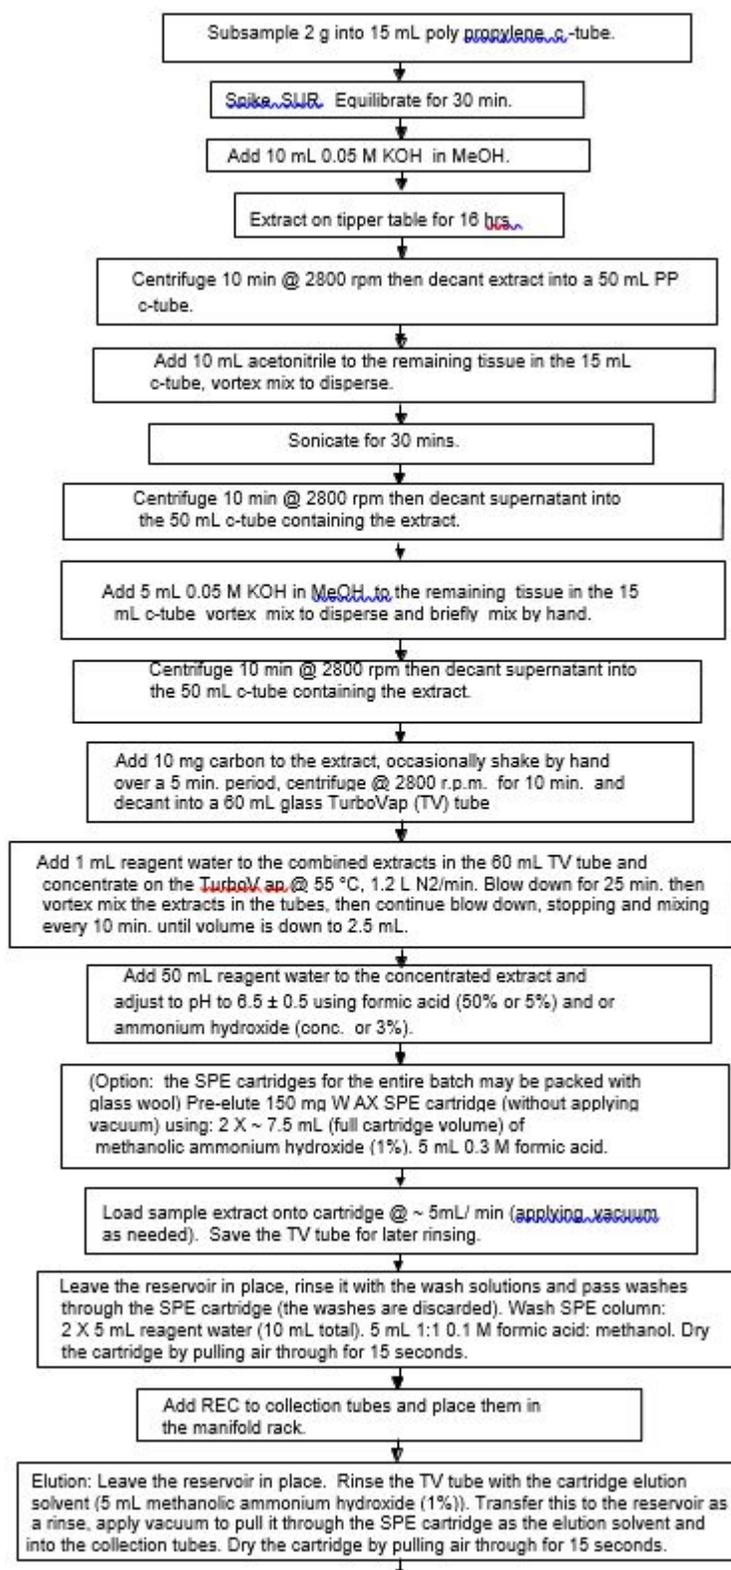 Subsample 2 g into 15 mL poly propylene c-tube.
Spike SUR. Equilibrate for 30 min.
Add 10 mL 0.05 M KOH in MeOH.
Extract on tipper table for 16 hrs
Centrifuge 10 min @ 2800 rpm then decant extract into a 50 mL PP
c-tube.
Add 10 mL acetonitrile to the remaining tissue in the 15 mL
c-tube, vortex mix to disperse.
Sonicate for 30 mins.
Centrifuge 10 min @ 2800 rpm then decant supernatant into
the 50 mL c-tube containing the extract.
Add 5 mL 0.05 M KOH in MeOH to the remaining tissue in the 15
mL c-tube vortex mix to disperse and briefly mix by hand.
Centrifuge 10 min @ 2800 rpm then decant supernatant into
the 50 mL c-tube containing the extract.
Add 10 mg carbon to the extract, occasionally shake by hand
over a 5 min. period, centrifuge @ 2800 r.p.m. for 10 min. and
decant into a 60 mL glass TurboVap (TV) tube
Add 1 mL reagent water to the combined extracts in the 60 mL TV tube and
concentrate on the TurboV ap @ 55 °C, 1.2 L N2/min. Blow down for 25 min. then
vortex mix the extracts in the tubes, then continue blow down, stopping and mixing
every 10 min. until volume is down to 2.5 mL.
Add 50 mL reagent water to the concentrated extract and
adjust to pH to 6.5 ± 0.5 using formic acid (50% or 5%) and or
ammonium hydroxide (conc. or 3%).
(Option: the SPE cartridges for the entire batch may be packed with
glass wool) Pre-elute 150 mg W AX SPE cartridge (without applying
vacuum) using: 2 X ~ 7.5 mL (full cartridge volume) of
methanolic ammonium hydroxide (1%). 5 mL 0.3 M formic acid.
Load sample extract onto cartridge @ ~ 5mL/ min (applying vacuum
as needed). Save the TV tube for later rinsing.
Leave the reservoir in place, rinse it with the wash solutions and pass washes
through the SPE cartridge (the washes are discarded). Wash SPE column:
2 X 5 mL reagent water (10 mL total). 5 mL 1:1 0.1 M formic acid: methanol. Dry
the cartridge by pulling air through for 15 seconds.
Add REC to collection tubes and place them in
the manifold rack.
Elution: Leave the reservoir in place. Rinse the TV tube with the cartridge elution
solvent (5 mL methanolic ammonium hydroxide (1%)). Transfer this to the reservoir as
a rinse, apply vacuum to pull it through the SPE cartridge as the elution solvent and
into the collection tubes. Dry the cartridge by pulling air through for 15 seconds.